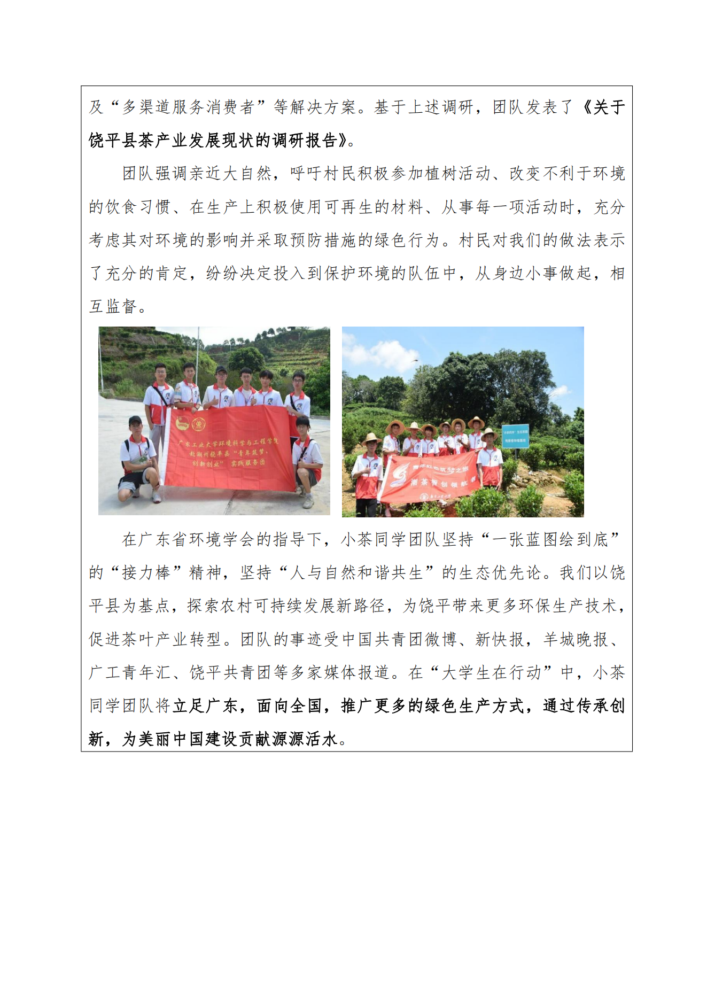 及“多渠道服务消费者”等解决方案。基于上述调研，团队发表了《关于
饶平县茶产业发展现状的调研报告》。
团队强调亲近大自然，呼吁村民积极参加植树活动、改变不利于环境
的饮食习惯、在生产上积极使用可再生的材料、从事每一项活动时，充分
考虑其对环境的影响并采取预防措施的绿色行为。村民对我们的做法表示
了充分的肯定，纷纷决定投入到保护环境的队伍中，从身边小事做起，相
互监督。
广东工业大学环境科学与工程学院
赴潮州饶平县“青年筑梦，
创新创业” 实践服务团
青年红色筑梦之旅
潮茶智创领航者
在广东省环境学会的指导下，小茶同学团队坚持“一张蓝图绘到底”
的“接力棒”精神，坚持“人与自然和谐共生”的生态优先论。我们以饶
平县为基点，探索农村可持续发展新路径，为饶平带来更多环保生产技术，
促进茶叶产业转型。团队的事迹受中国共青团微博、新快报，羊城晚报、
广工青年汇、饶平共青团等多家媒体报道。在“大学生在行动”中，小茶
同学团队将立足广东，面向全国，推广更多的绿色生产方式，通过传承创
新，为美丽中国建设贡献源源活水。